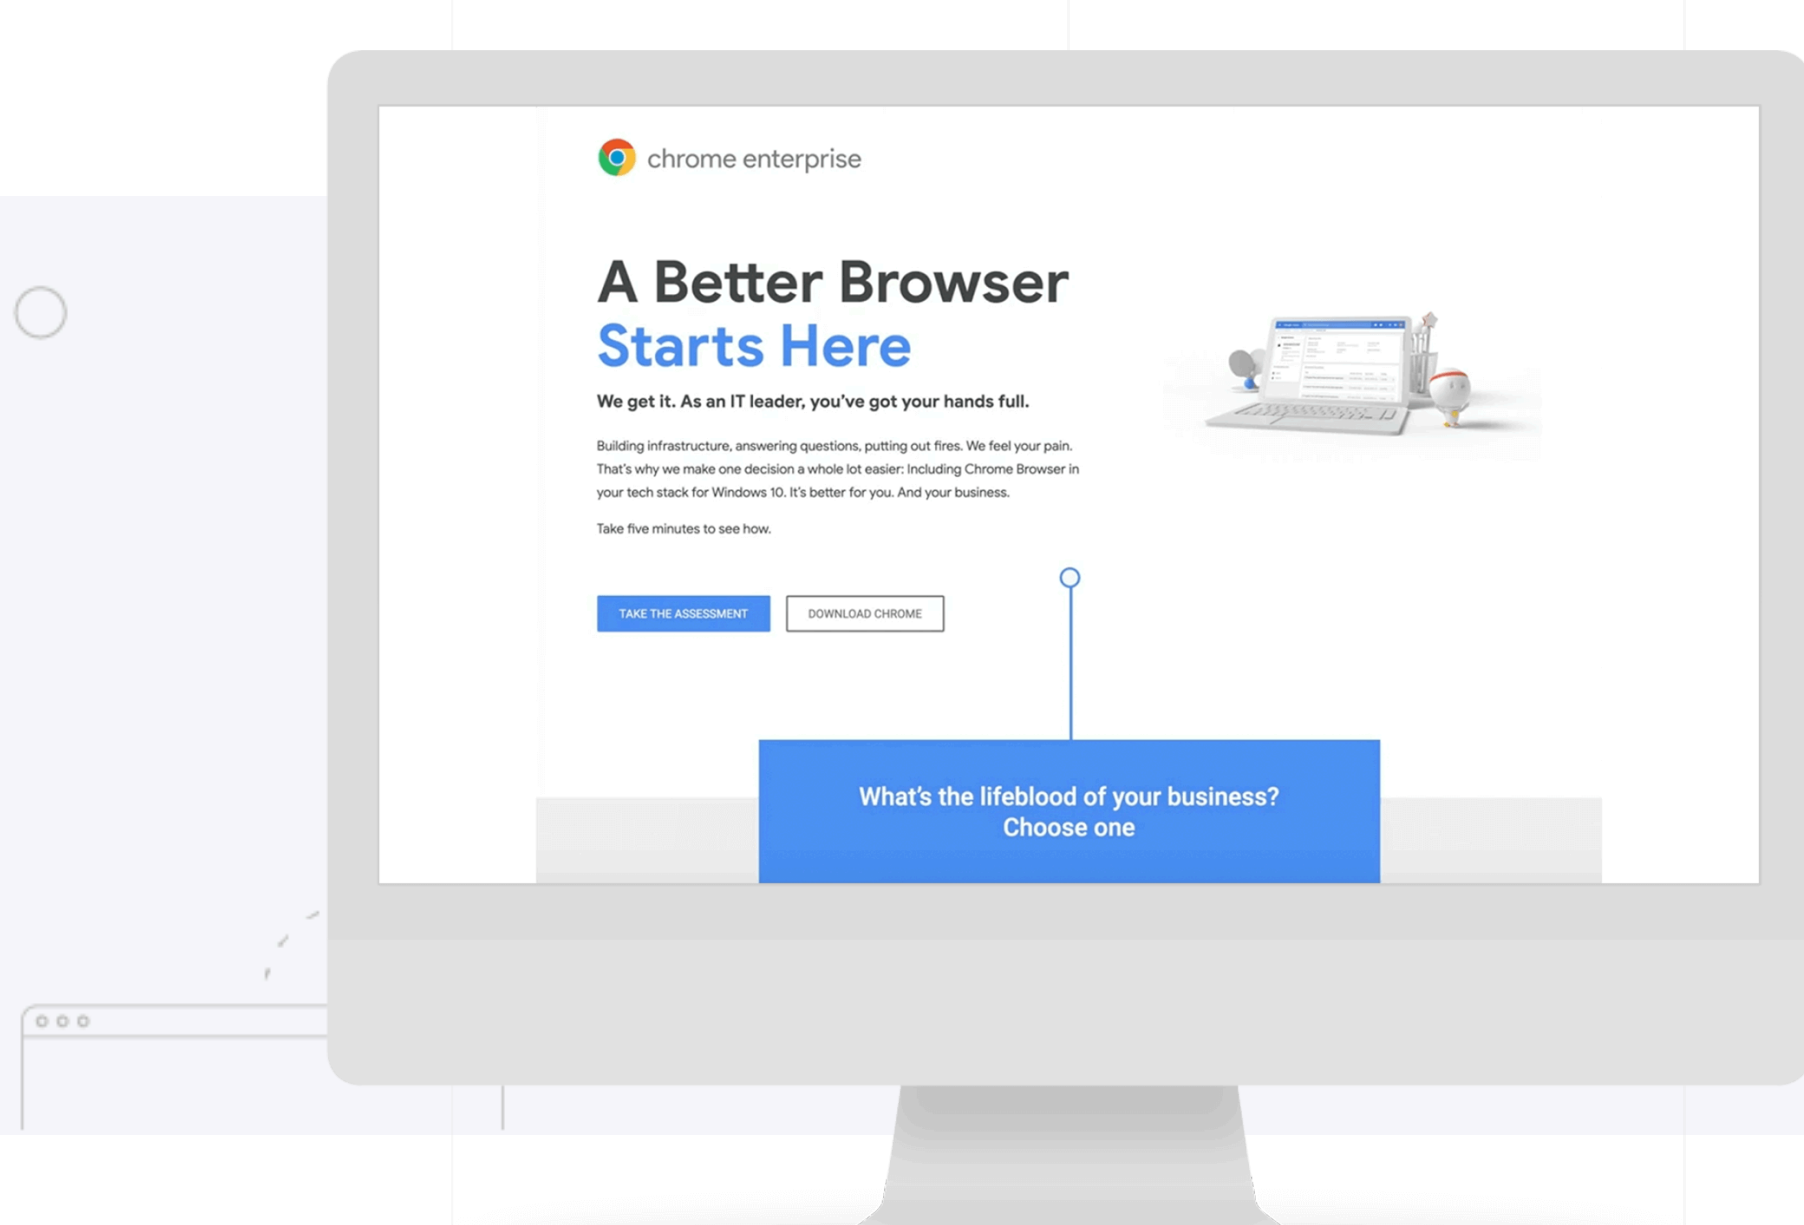 chrome enterprise
A Better Browser
Starts Here
We get it. As an IT leader, you’ve got your hands full.
Building infrastructure, answering questions, putting out fires. We feel your pain.
That’s why we make one decision a whole lot easier: Including Chrome Browser in
your tech stack for Windows 10. It’s better for you. And your business.
Take five minutes to see how.
TAKE THE ASSESSMENT
DOWNLOAD CHROME
What’s the lifeblood of your business?
Choose one